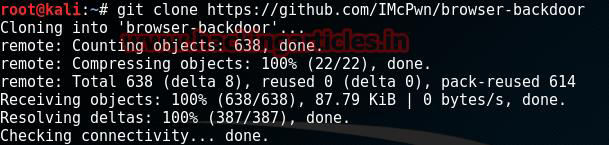 root@kali:~# git clone https://github.com/IMcPwn/browser-backdoor
Cloning into 'browser-backdoor'...
remote: Counting objects: 638, done.
remote: Compressing objects: 100% (22/22), done.
remote: Total 638 (delta 8), reused 0 (delta 0), pack-reused 614
Receiving objects: 100% (638/638), 87.79 KiB | 0 bytes/s, done.
Resolving deltas: 100% (387/387), done.
Checking connectivity... done.